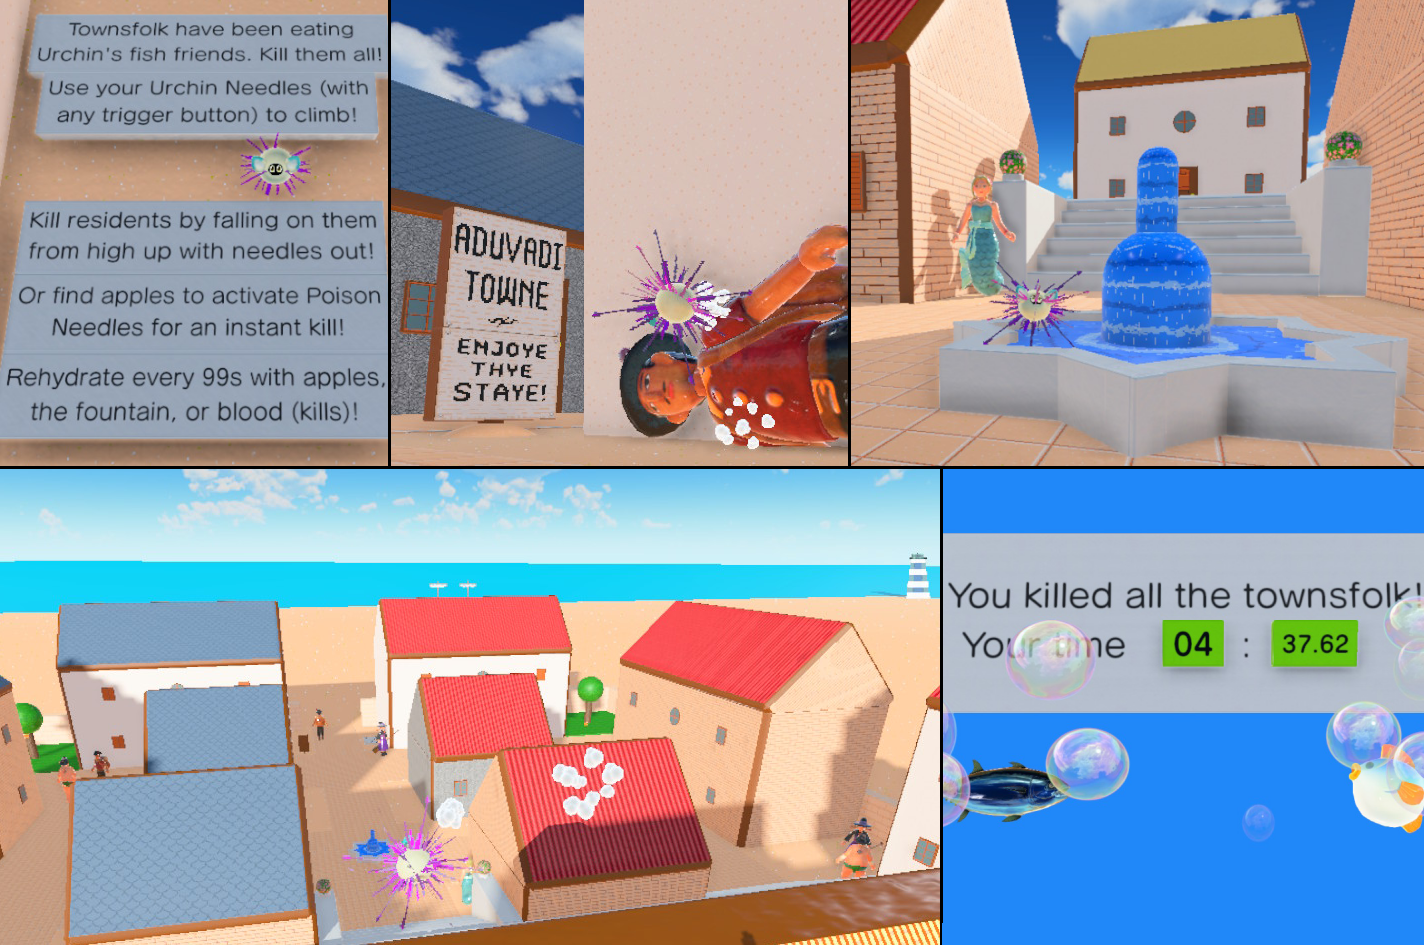 Townsfolk have been eating
Urchin's fish friends. Kill them all!
Use your Urchin Needles (with
any trigger button) to climb!
Kill residents by falling on them
from high up with needles out!
Or find apples to activate Poison
Needles for an instant kill!
Rehydrate every 99s with apples,
the fountain, or blood (kills)!
ADUVADI
TOWNE
ENJOYE
THYE
STAYE!
You killed all the townsfolk!
Your time 04 : 37.62